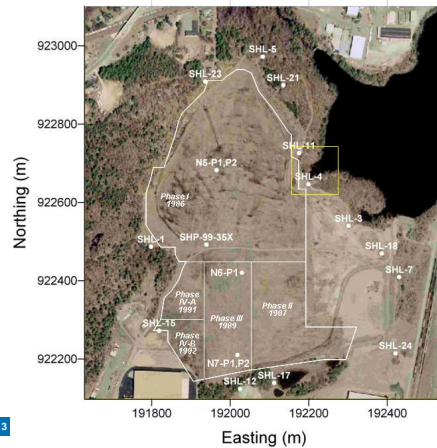 923000
922800
922600
922400
922200
Northing (m)
SHL-5
SHL-23
SHL-21
SHL-11
N5-P1,P2
SHL-4
Phase I
1986
SHL-3
SHL-1
SHP-99-35X
SHL-18
N6-P1
SHL-7
Phase
IV-A
1991
Phase III
1989
Phase II
1987
SHL-15
Phase
IV-B
1992
SHL-24
N7-P1,P2
SHL-17
SHL-12
191800
192000
192200
192400
Easting (m)
3